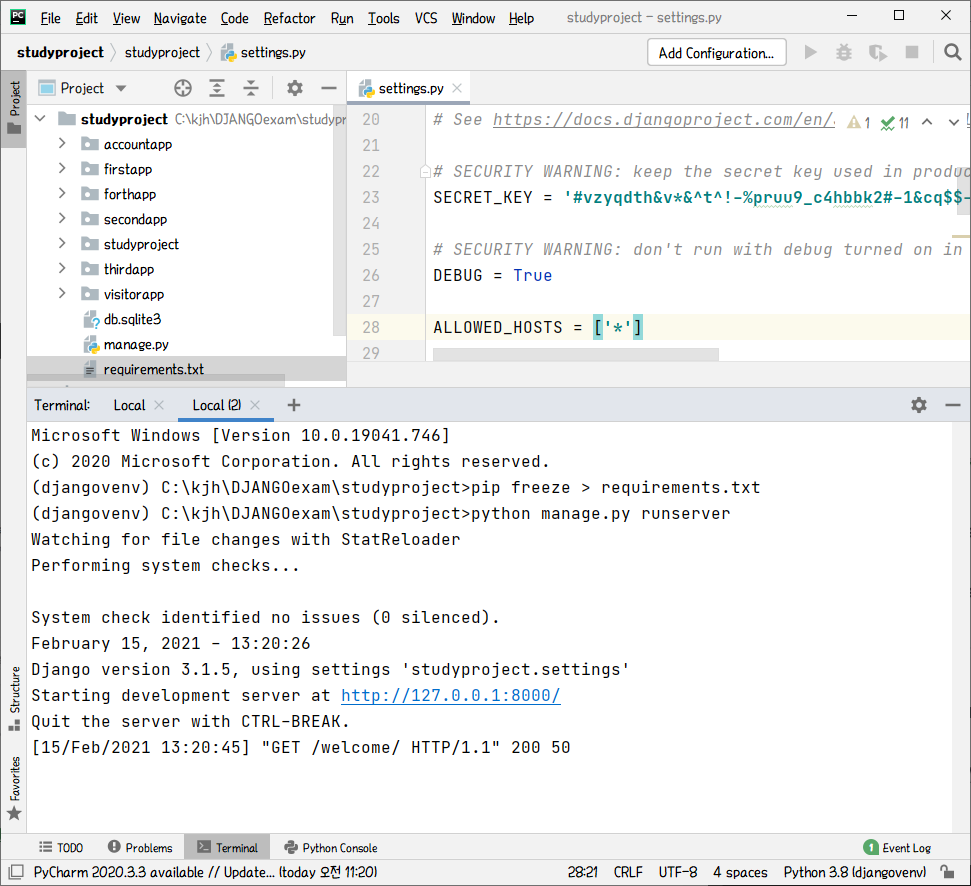 PC File Edit View Navigate Code Refactor Run Tools VCS Window Help studyproject - settings.py
studyproject studyproject settings.py Add Configuration...
Project Project settings.py
studyproject C:\kjh\DJANGOexam\studypr
accountapp
firstapp
forthapp
secondapp
studyproject
thirdapp
visitorapp
db.sqlite3
manage.py
requirements.txt
20 # See https://docs.djangoproject.com/en/ 1 11
21
22 # SECURITY WARNING: keep the secret key used in produc
23 SECRET_KEY = '#vzyqdth&v*&^t^!-%pruu9_c4hbbk2#-1&cq$$-
24
25 # SECURITY WARNING: don't run with debug turned on in
26 DEBUG = True
27
28 ALLOWED_HOSTS = ['*']
29
Terminal: Local Local (2)
Microsoft Windows [Version 10.0.19041.746]
(c) 2020 Microsoft Corporation. All rights reserved.
(djangovenv) C:\kjh\DJANGOexam\studyproject>pip freeze > requirements.txt
(djangovenv) C:\kjh\DJANGOexam\studyproject>python manage.py runserver
Watching for file changes with StatReloader
Performing system checks...
System check identified no issues (0 silenced).
February 15, 2021 - 13:20:26
Django version 3.1.5, using settings 'studyproject.settings'
Starting development server at http://127.0.0.1:8000/
Quit the server with CTRL-BREAK.
[15/Feb/2021 13:20:45] "GET /welcome/ HTTP/1.1" 200 50
Structure
Favorites
TODO Problems Terminal Python Console 1 Event Log
PyCharm 2020.3.3 available // Update... (today 오전 11:20) 28:21 CRLF UTF-8 4 spaces Python 3.8 (djangovenv)